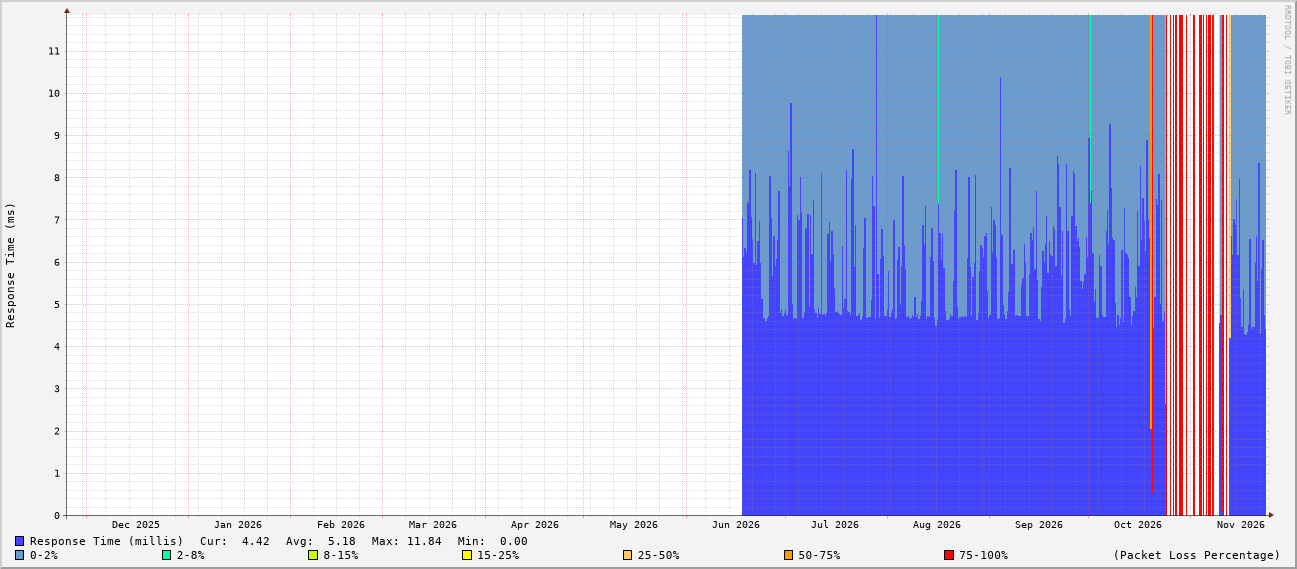 RRDTOOL / TOBI OETIKER
Response Time (ms)
11
10
9
8
7
6
5
4
3
2
1
0
Dec 2025 Jan 2026 Feb 2026 Mar 2026 Apr 2026 May 2026 Jun 2026 Jul 2026 Aug 2026 Sep 2026 Oct 2026 Nov 2026
Response Time (millis) Cur: 4.42 Avg: 5.18 Max: 11.84 Min: 0.00
0-2% 2-8% 8-15% 15-25% 25-50% 50-75% 75-100% (Packet Loss Percentage)